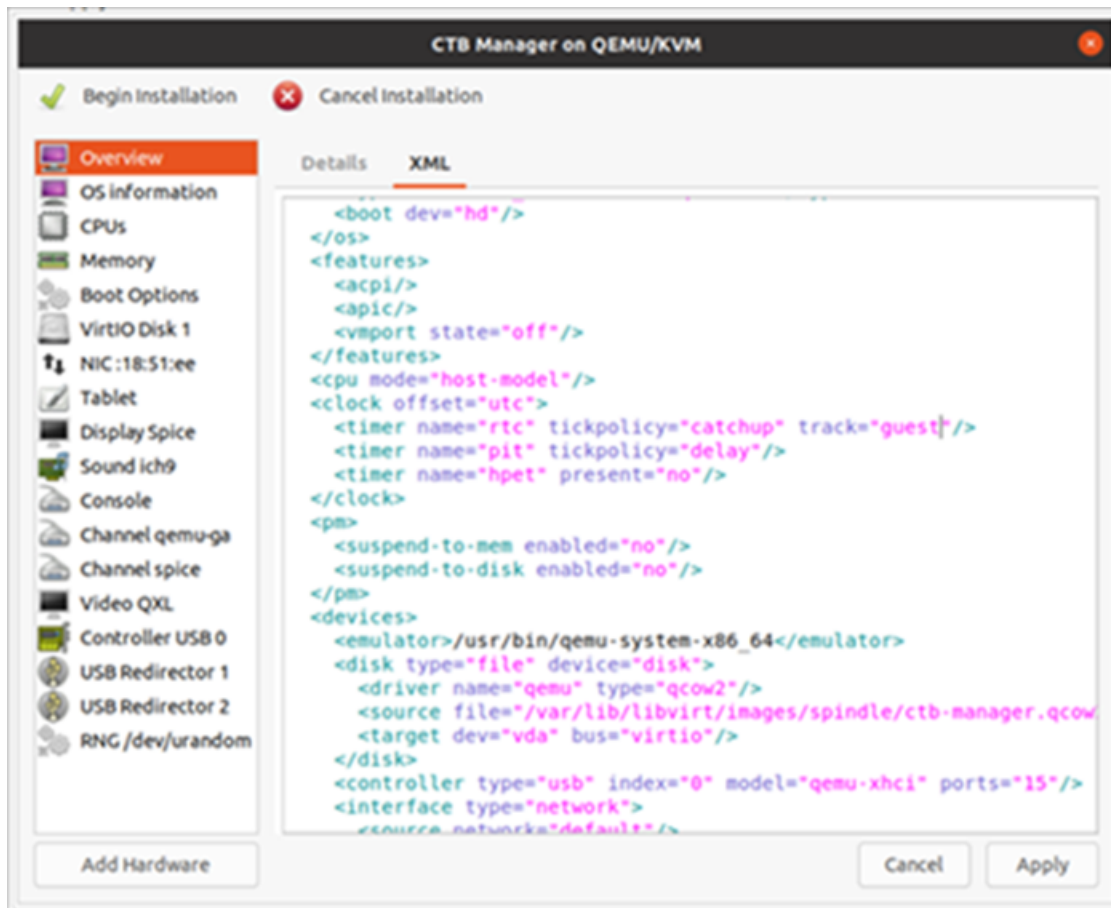 CTB Manager on QEMU/KVM
Begin Installation
Cancel Installation
Overview
OS information
CPUs
Memory
Boot Options
VirtIO Disk 1
NIC :18:51:ee
Tablet
Display Spice
Sound ich9
Console
Channel qemu-ga
Channel spice
Video QXL
Controller USB 0
USB Redirector 1
USB Redirector 2
RNG /dev/urandom
Add Hardware
Details
XML
<boot dev="hd"/>
</os>
<features>
<acpi/>
<apic/>
<vmport state="off"/>
</features>
<cpu mode="host-model"/>
<clock offset="utc">
<timer name="rtc" tickpolicy="catchup" track="guest"/>
<timer name="pit" tickpolicy="delay"/>
<timer name="hpet" present="no"/>
</clock>
<pm>
<suspend-to-mem enabled="no"/>
<suspend-to-disk enabled="no"/>
</pm>
<devices>
<emulator>/usr/bin/qemu-system-x86_64</emulator>
<disk type="file" device="disk">
<driver name="qemu" type="qcow2"/>
<source file="/var/lib/libvirt/images/spindle/ctb-manager.qcow
<target dev="vda" bus="virtio"/>
</disk>
<controller type="usb" index="0" model="qemu-xhci" ports="15"/>
<interface type="network">
<source network="default"/>
Cancel
Apply